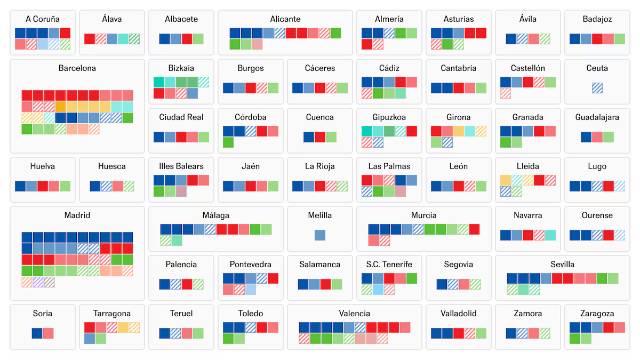 A Coruña
Álava
Albacete
Alicante
Almería
Asturias
Ávila
Badajoz
Barcelona
Bizkaia
Burgos
Cáceres
Cádiz
Cantabria
Castellón
Ceuta
Ciudad Real
Córdoba
Cuenca
Gipuzkoa
Girona
Granada
Guadalajara
Huelva
Huesca
Illes Balears
Jaén
La Rioja
Las Palmas
León
Lleida
Lugo
Madrid
Málaga
Melilla
Murcia
Navarra
Ourense
Palencia
Pontevedra
Salamanca
S.C. Tenerife
Segovia
Sevilla
Soria
Tarragona
Teruel
Toledo
Valencia
Valladolid
Zamora
Zaragoza